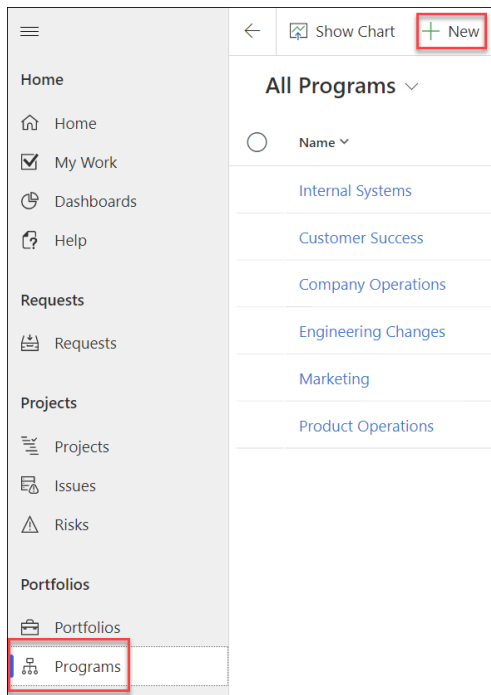 Show Chart
New
Home
Home
My Work
Dashboards
Help
Requests
Requests
Projects
Projects
Issues
Risks
Portfolios
Portfolios
Programs
All Programs
Name
Internal Systems
Customer Success
Company Operations
Engineering Changes
Marketing
Product Operations